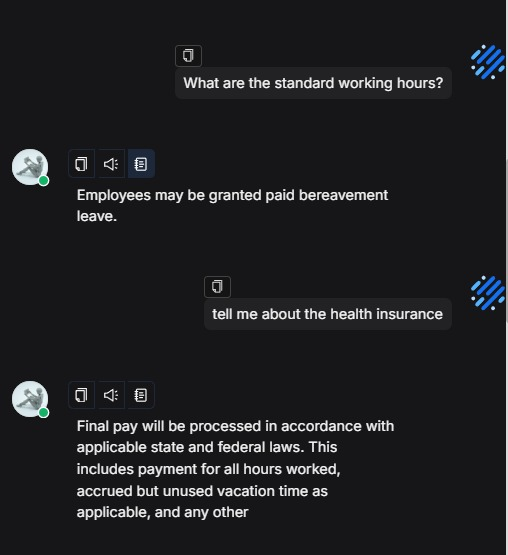 What are the standard working hours?
Employees may be granted paid bereavement
leave.
tell me about the health insurance
Final pay will be processed in accordance with
applicable state and federal laws. This
includes payment for all hours worked,
accrued but unused vacation time as
applicable, and any other